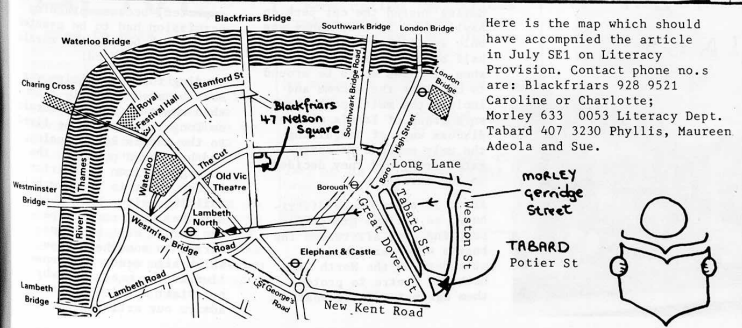 Blackfriars Bridge
Southwark Bridge
London Bridge
Waterloo Bridge
Charing Cross
Royal
Festival Hall
Stamford St
Southwark Bridge Road
London
Bridge
Blackfriars
47 Nelson
Square
Boro High Street
The Cut
Waterloo
Old Vic
Theatre
Borough
Long Lane
River Thames
Westminster
Bridge
Lambeth
North
Westm'ter Bridge
Road
Great Dover St
Tabard St
Weston St
MORLEY
Gerridge
Street
TABARD
Potier St
Elephant & Castle
Lambeth Road
Lambeth
Bridge
St George's
Road
New Kent Road
Here is the map which should
have accompnied the article
in July SE1 on Literacy
Provision. Contact phone no.s
are: Blackfriars 928 9521
Caroline or Charlotte;
Morley 633 0053 Literacy Dept.
Tabard 407 3230 Phyllis, Maureen
Adeola and Sue.